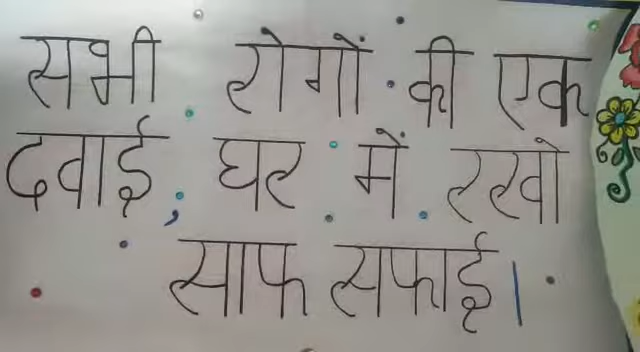 सभी रोगों की एक
दवाई, घर में रखो
साफ सफाई।